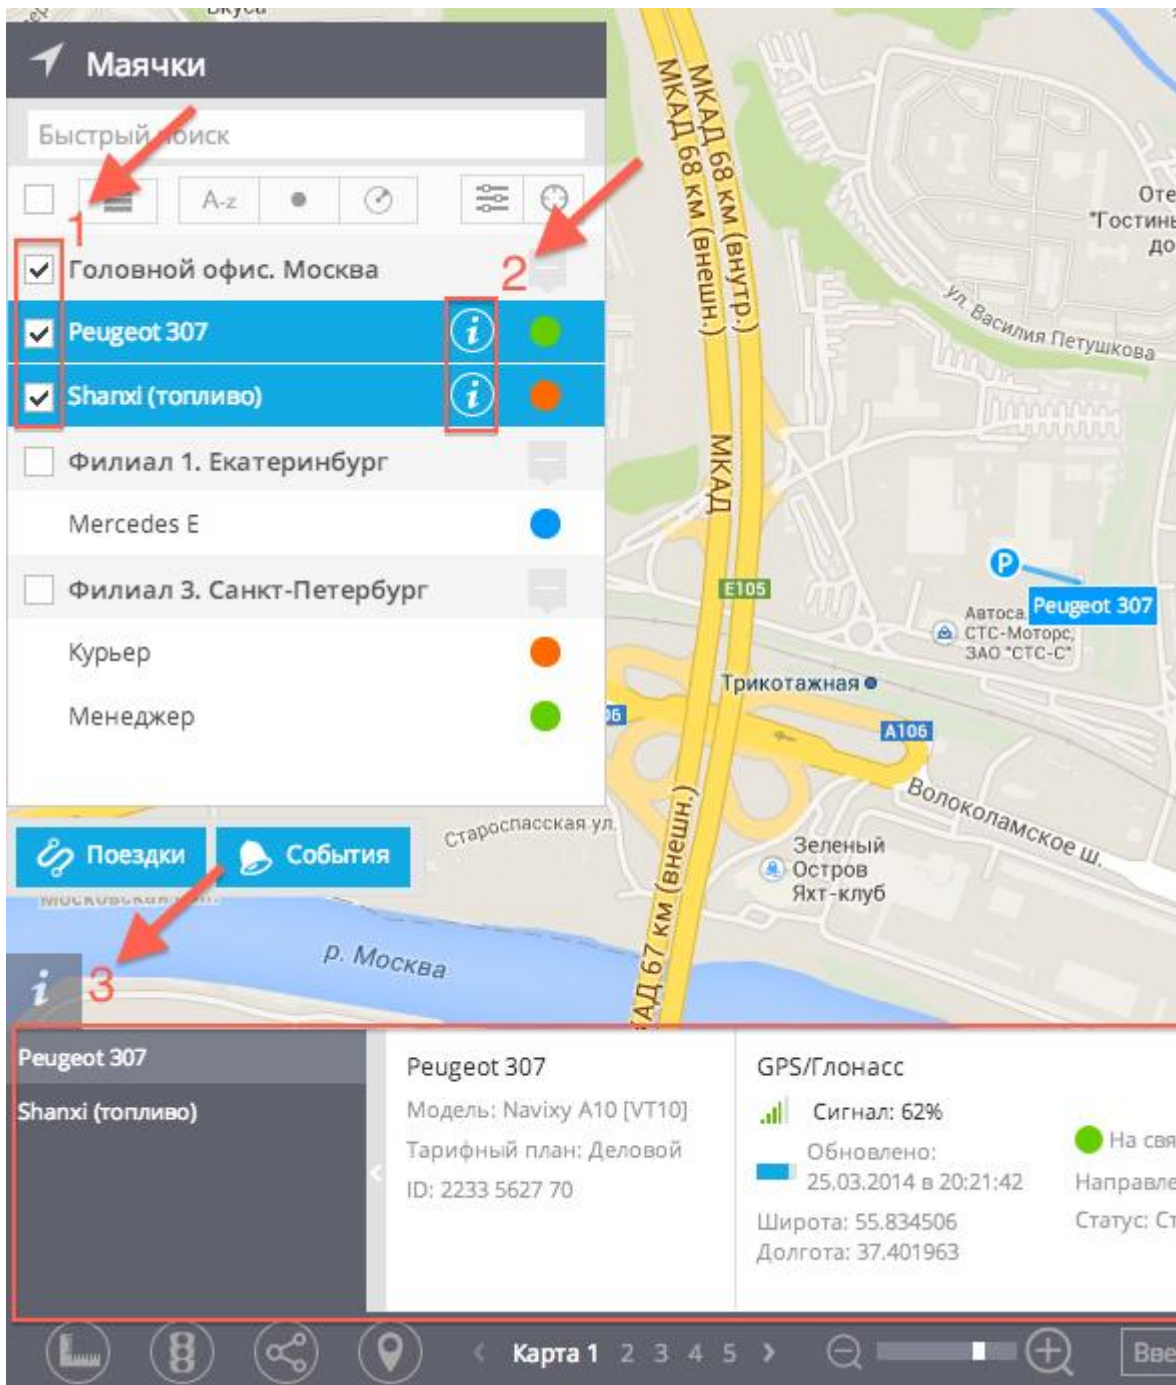 Маячки
Быстрый поиск
1
A-z
Головной офис. Москва
2
Peugeot 307
Shanxi (топливо)
Филиал 1. Екатеринбург
Mercedes E
Филиал 3. Санкт-Петербург
Курьер
Менеджер
МКАД 68 км (внешн.)
МКАД 68 км (внутр.)
ул. Василия Петушкова
МКАД
E105
Peugeot 307
СТС-Моторс,
ЗАО "СТС-С"
Трикотажная
A106
Волоколамское ш.
Староспасская ул.
Зеленый
Остров
Яхт-клуб
Поездки
События
р. Москва
3
67 км (внешн.)
Peugeot 307
Shanxi (топливо)
Peugeot 307
Модель: Navixy A10 [VT10]
Тарифный план: Деловой
ID: 2233 5627 70
GPS/Глонасс
Сигнал: 62%
Обновлено:
25.03.2014 в 20:21:42
Широта: 55.834506
Долгота: 37.401963
На
Статус:
Карта 1 2 3 4 5